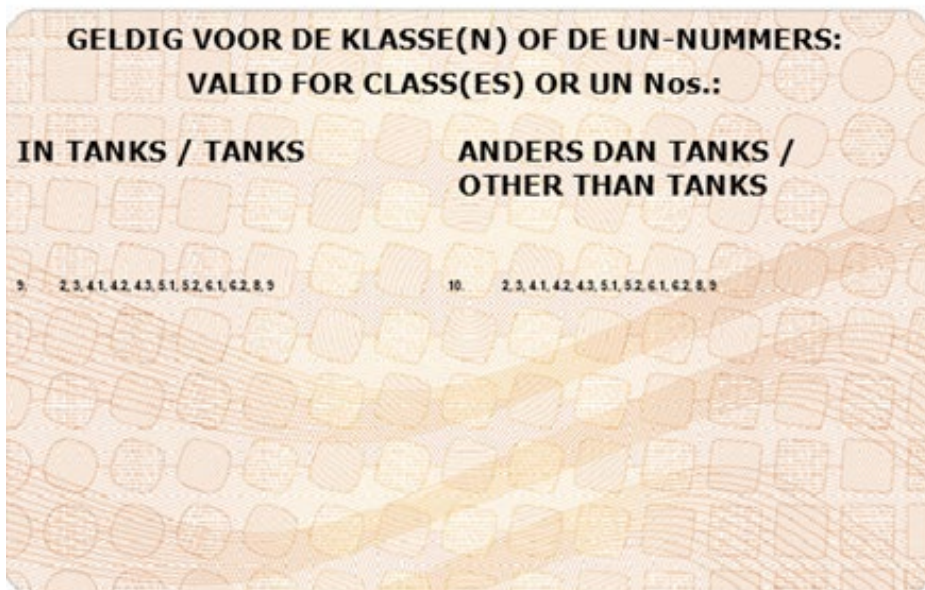 GELDIG VOOR DE KLASSE(N) OF DE UN-NUMMERS:
VALID FOR CLASS(ES) OR UN Nos.:
IN TANKS / TANKS
ANDERS DAN TANKS /
OTHER THAN TANKS
9. 2, 3, 4.1, 4.2, 4.3, 5.1, 5.2, 6.1, 6.2, 8, 9
10. 2, 3, 4.1, 4.2, 4.3, 5.1, 5.2, 6.1, 6.2, 8, 9